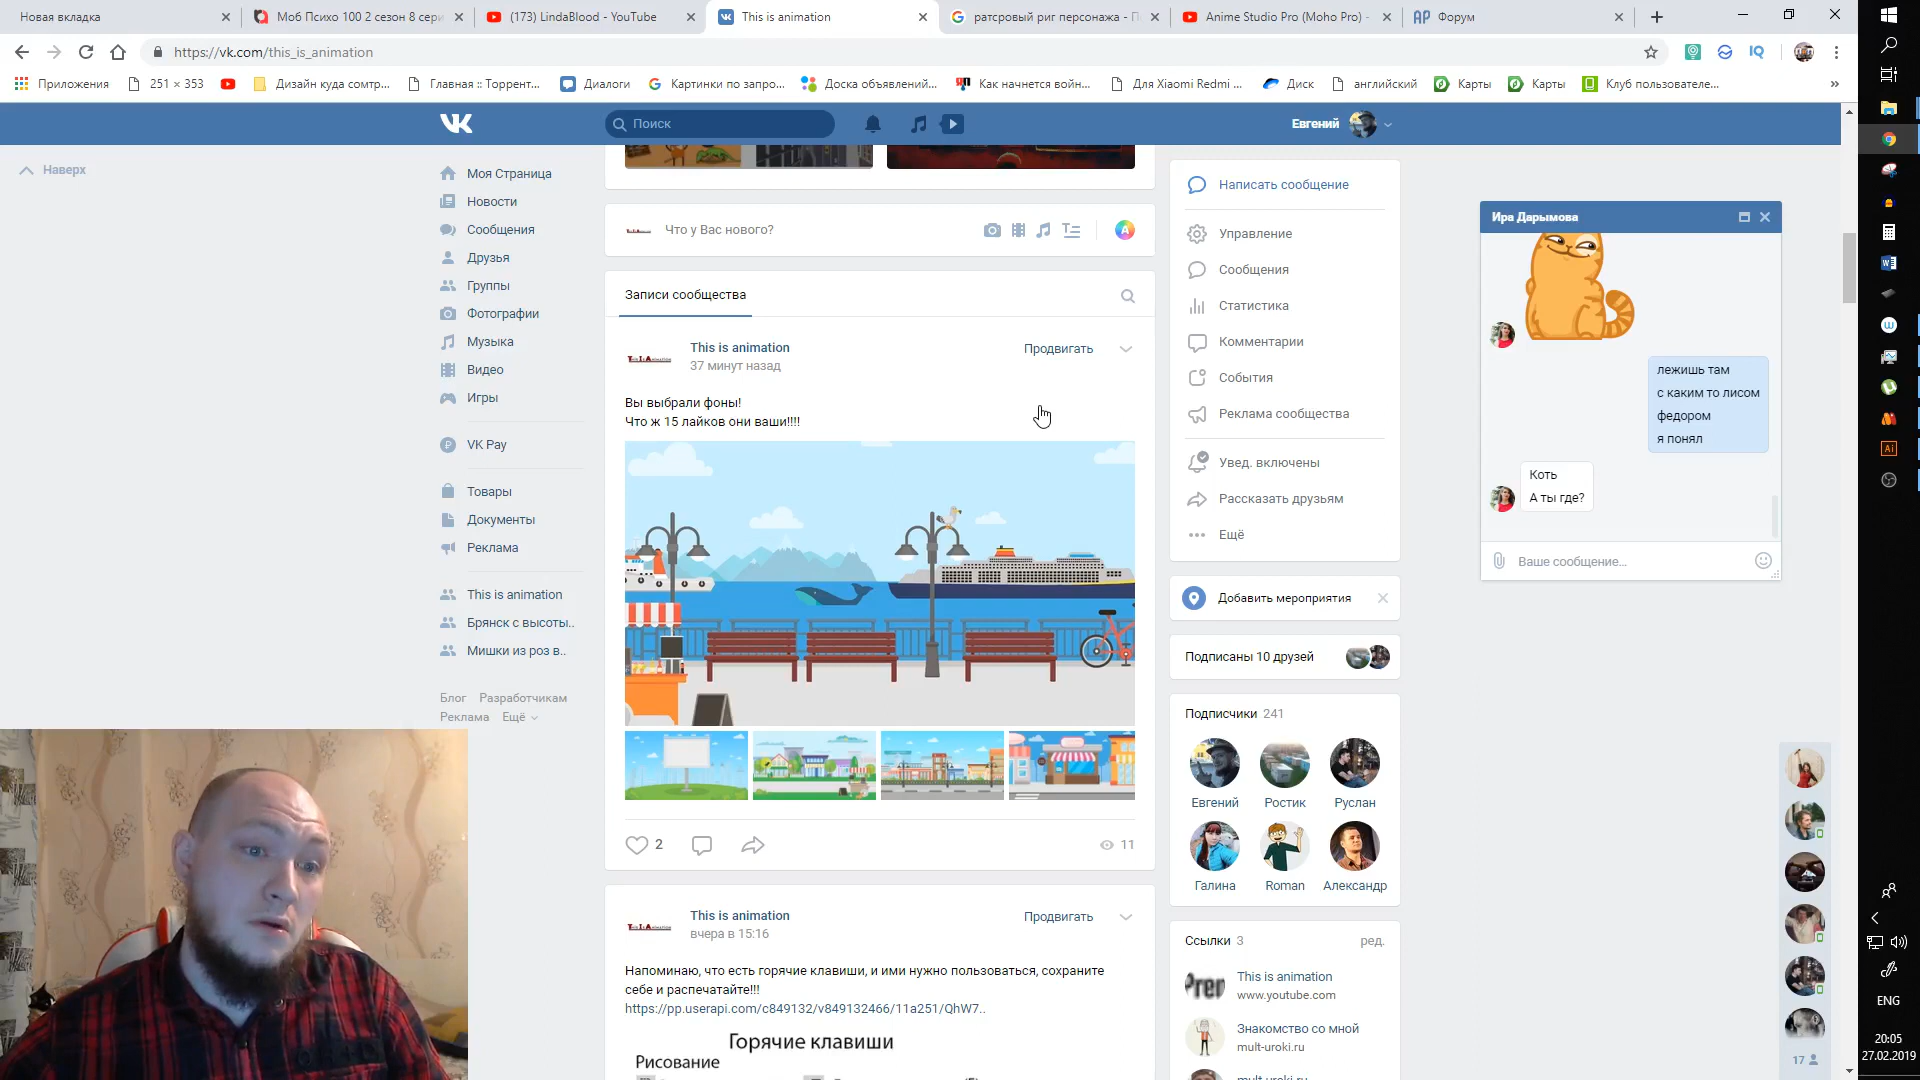 Новая вкладка
Моб Психо 100 2 сезон 8 сери
(173) LindaBlood - YouTube
This is animation
ратсровый риг персонажа - П
Anime Studio Pro (Moho Pro) -
AP Форум
https://vk.com/this_is_animation
Приложения
251 × 353
Дизайн куда сомтр...
Главная :: Торрент...
Диалоги
Картинки по запро...
Доска объявлений...
Как начнется войн...
Для Xiaomi Redmi ...
Диск
английский
Карты
Карты
Клуб пользователе...
»
Поиск
Евгений
Наверх
Моя Страница
Новости
Сообщения
Друзья
Группы
Фотографии
Музыка
Видео
Игры
VK Pay
Товары
Документы
Реклама
This is animation
Брянск с высоты..
Мишки из роз в..
Блог Разработчикам
Реклама Ещё
Что у Вас нового?
Записи сообщества
This is animation
37 минут назад
Продвигать
Вы выбрали фоны!
Что ж 15 лайков они ваши!!!!
2
11
This is animation
вчера в 15:16
Продвигать
Напоминаю, что есть горячие клавиши, и ими нужно пользоваться, сохраните
себе и распечатайте!!!
https://pp.userapi.com/c849132/v849132466/11a251/QhW7..
Горячие клавиши
Рисование
Написать сообщение
Управление
Сообщения
Статистика
Комментарии
События
Реклама сообщества
Увед. включены
Рассказать друзьям
Ещё
Добавить мероприятия
Подписаны 10 друзей
Подписчики 241
Евгений
Ростик
Руслан
Галина
Roman
Александр
Ссылки 3
ред.
This is animation
www.youtube.com
Знакомство со мной
mult-uroki.ru
mult-uroki.ru
Ира Дарымова
лежишь там
с каким то лисом
федором
я понял
Коть
А ты где?
Ваше сообщение...
17
Ai
ENG
20:05
27.02.2019